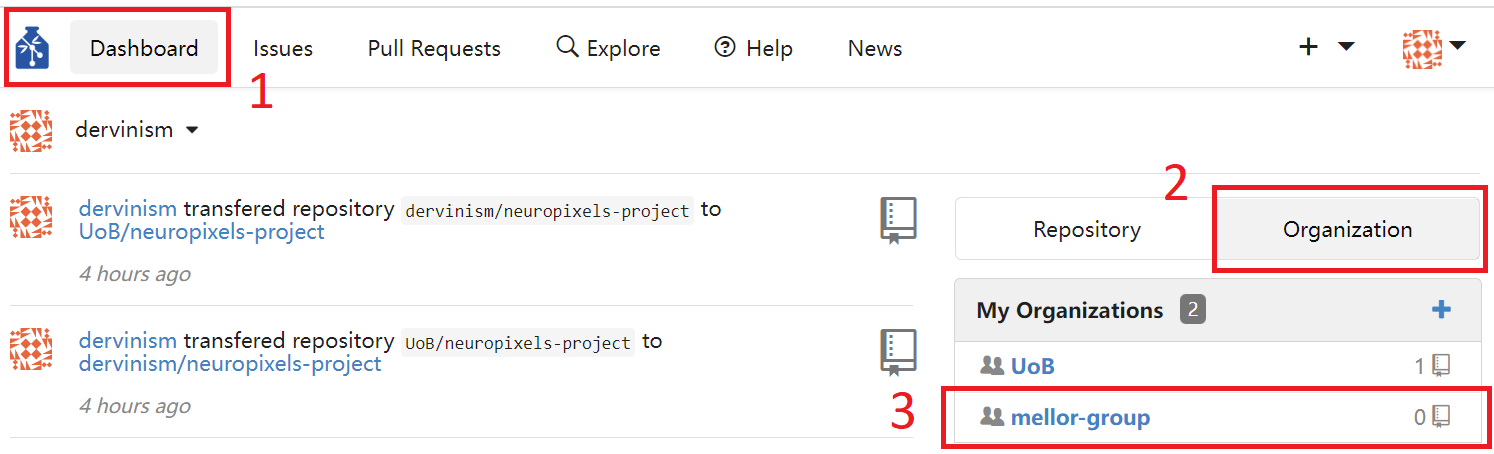 Dashboard Issues Pull Requests Explore Help News
1
dervinism
dervinism transfered repository dervinism/neuropixels-project to
UoB/neuropixels-project
4 hours ago
dervinism transfered repository UoB/neuropixels-project to
dervinism/neuropixels-project
4 hours ago
2
Repository Organization
My Organizations 2
UoB 1
3
mellor-group 0